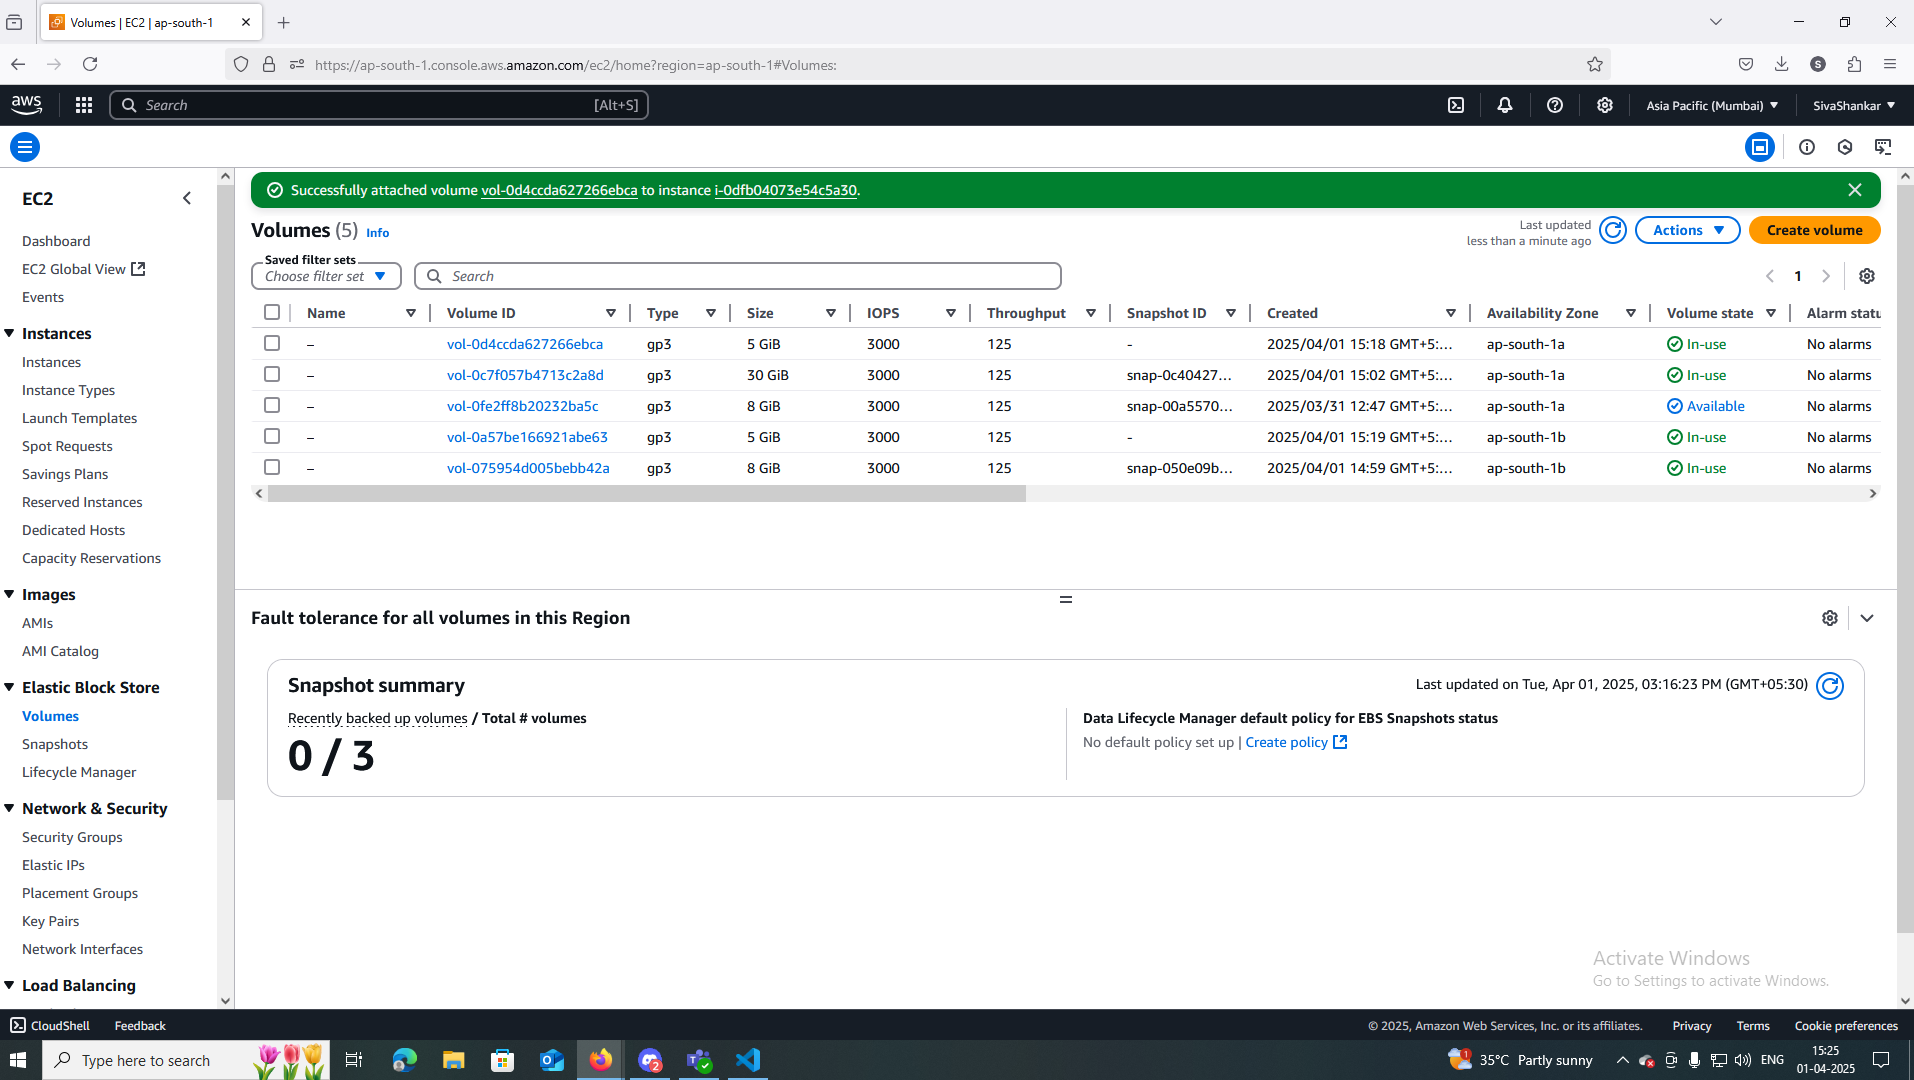 Volumes | EC2 | ap-south-1
https://ap-south-1.console.aws.amazon.com/ec2/home?region=ap-south-1#Volumes:
S
aws
Search
[Alt+S]
Asia Pacific (Mumbai)
SivaShankar
Successfully attached volume vol-0d4ccda627266ebca to instance i-0dfb04073e54c5a30.
EC2
Dashboard
EC2 Global View
Events
Instances
Instances
Instance Types
Launch Templates
Spot Requests
Savings Plans
Reserved Instances
Dedicated Hosts
Capacity Reservations
Images
AMIs
AMI Catalog
Elastic Block Store
Volumes
Snapshots
Lifecycle Manager
Network & Security
Security Groups
Elastic IPs
Placement Groups
Key Pairs
Network Interfaces
Load Balancing
Volumes (5) Info
Last updated
less than a minute ago
Actions
Create volume
Saved filter sets
Choose filter set
Search
1
Name Volume ID Type Size IOPS Throughput Snapshot ID Created Availability Zone Volume state Alarm statu
– vol-0d4ccda627266ebca gp3 5 GiB 3000 125 - 2025/04/01 15:18 GMT+5:... ap-south-1a In-use No alarms
– vol-0c7f057b4713c2a8d gp3 30 GiB 3000 125 snap-0c40427... 2025/04/01 15:02 GMT+5:... ap-south-1a In-use No alarms
– vol-0fe2ff8b20232ba5c gp3 8 GiB 3000 125 snap-00a5570... 2025/03/31 12:47 GMT+5:... ap-south-1a Available No alarms
– vol-0a57be166921abe63 gp3 5 GiB 3000 125 - 2025/04/01 15:19 GMT+5:... ap-south-1b In-use No alarms
– vol-075954d005bebb42a gp3 8 GiB 3000 125 snap-050e09b... 2025/04/01 14:59 GMT+5:... ap-south-1b In-use No alarms
Fault tolerance for all volumes in this Region
Snapshot summary
Last updated on Tue, Apr 01, 2025, 03:16:23 PM (GMT+05:30)
Recently backed up volumes / Total # volumes
0 / 3
Data Lifecycle Manager default policy for EBS Snapshots status
No default policy set up | Create policy
Activate Windows
Go to Settings to activate Windows.
CloudShell Feedback
© 2025, Amazon Web Services, Inc. or its affiliates. Privacy Terms Cookie preferences
Type here to search
2
1
35°C Partly sunny
ENG
15:25
01-04-2025